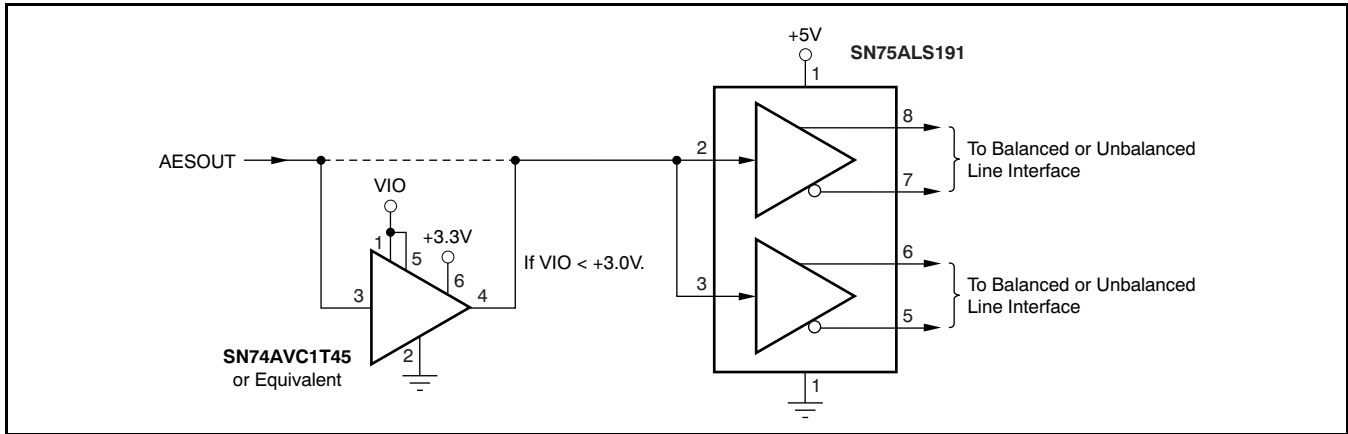 +5V
SN75ALS191
1
8
AESOUT
2
To Balanced or Unbalanced
Line Interface
7
VIO
+3.3V
1
5
6
If VIO < +3.0V.
6
3
4
3
To Balanced or Unbalanced
Line Interface
5
SN74AVC1T45
or Equivalent
2
1